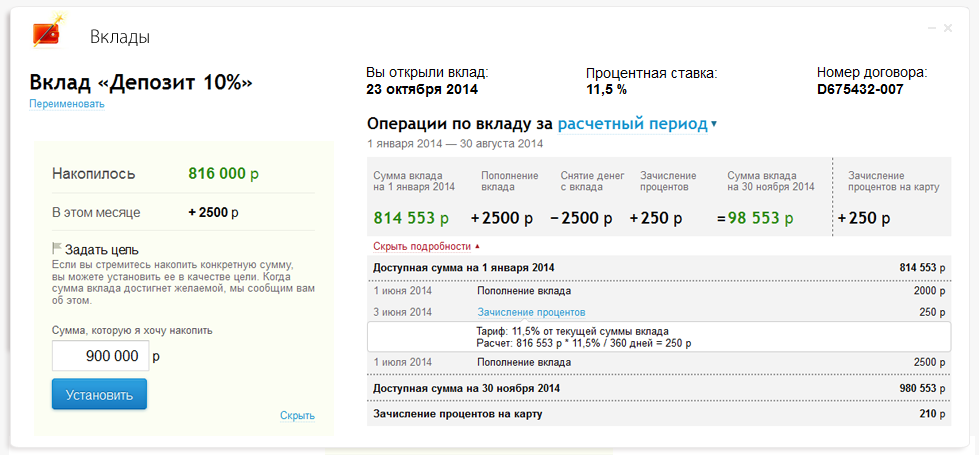 Вклады
Вклад «Депозит 10%»
Переименовать
Вы открыли вклад:
23 октября 2014
Процентная ставка:
11,5 %
Номер договора:
D675432-007
Накопилось 816 000 р
В этом месяце + 2500 р
Задать цель
Если вы стремитесь накопить конкретную сумму,
вы можете установить ее в качестве цели. Когда
сумма вклада достигнет желаемой, мы сообщим вам
об этом.
Сумма, которую я хочу накопить
900 000 р
Установить
Скрыть
Операции по вкладу за расчетный период
1 января 2014 — 30 августа 2014
Сумма вклада
на 1 января 2014
814 553 р
Пополнение
вклада
+ 2500 р
Снятие денег
с вклада
− 2500 р
Зачисление
процентов
+ 250 р
Сумма вклада
на 30 ноября 2014
= 98 553 р
Зачисление
процентов на карту
+ 250 р
Скрыть подробности
Доступная сумма на 1 января 2014 814 553 р
1 июня 2014 Пополнение вклада 2000 р
3 июня 2014 Зачисление процентов 250 р
Тариф: 11,5% от текущей суммы вклада
Расчет: 816 553 р * 11,5% / 360 дней = 250 р
1 июля 2014 Пополнение вклада 2500 р
Доступная сумма на 30 ноября 2014 980 553 р
Зачисление процентов на карту 210 р